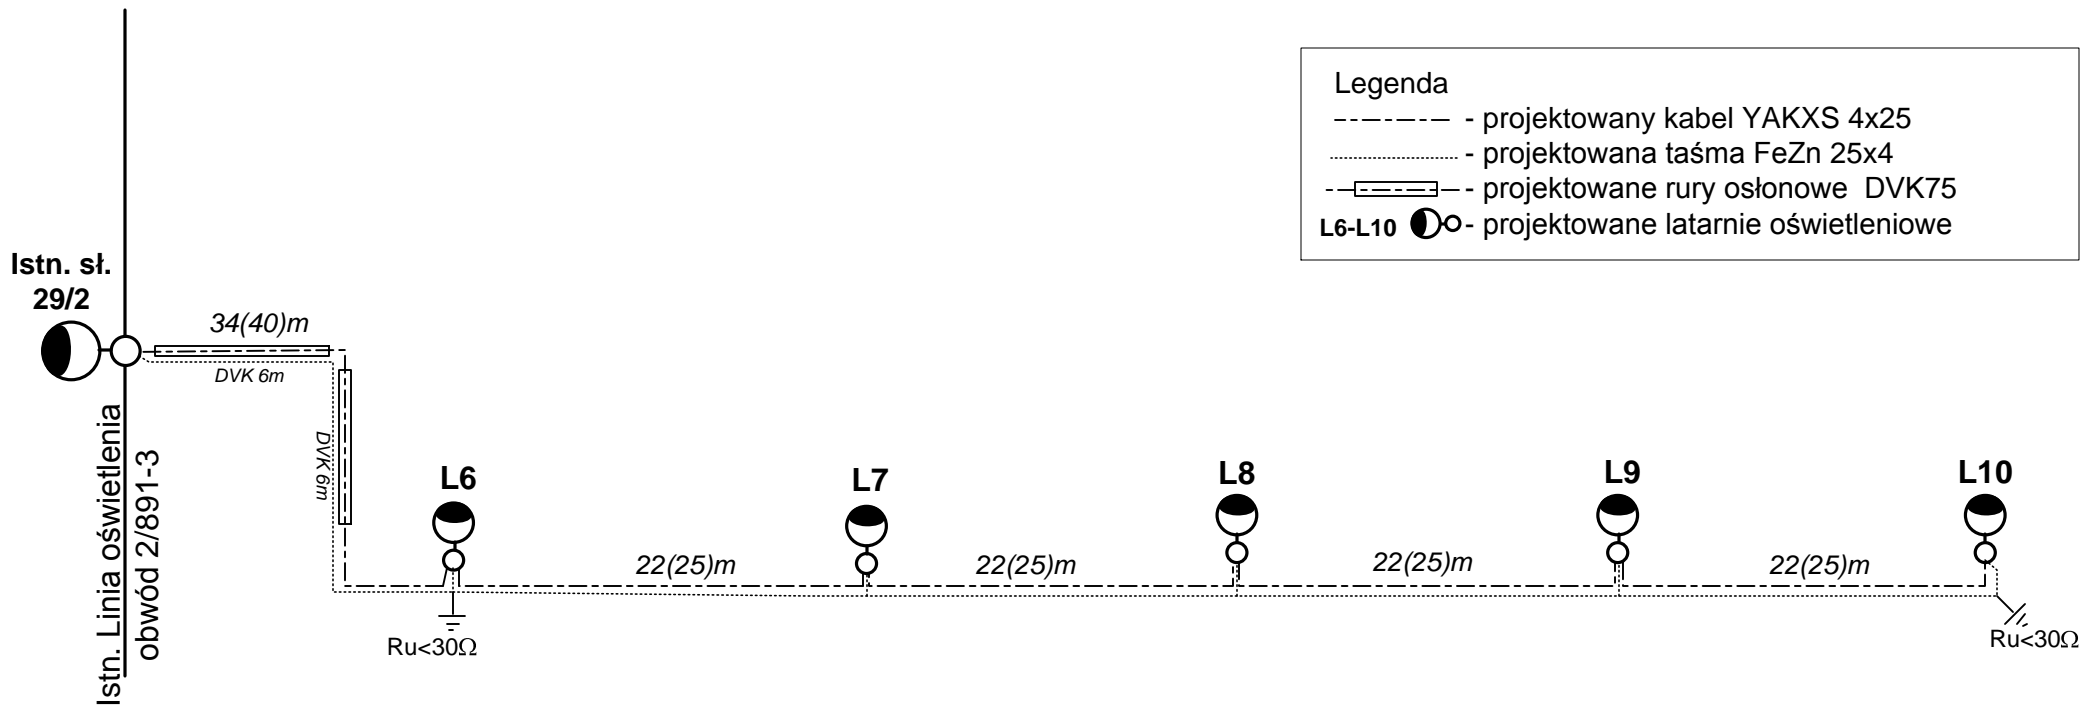 Legenda
- projektowany kabel YAKXS 4x25
- projektowana taśma FeZn 25x4
- projektowane rury osłonowe DVK75
L6-L10 - projektowane latarnie oświetleniowe
Istn. sł.
29/2
34(40)m
DVK 6m
DVK 6m
Istn. Linia oświetlenia
obwód 2/891-3
L6
L7
L8
L9
L10
22(25)m
22(25)m
22(25)m
22(25)m
Ru<30Ω
Ru<30Ω